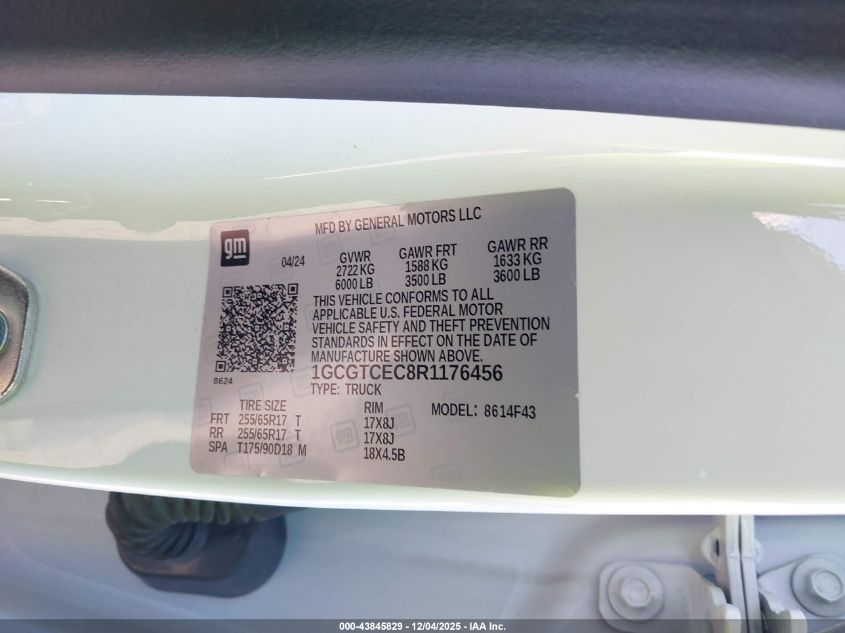 MFD BY GENERAL MOTORS LLC
gm
04/24
GVWR GAWR FRT GAWR RR
2722 KG 1588 KG 1633 KG
6000 LB 3500 LB 3600 LB
THIS VEHICLE CONFORMS TO ALL
APPLICABLE U.S. FEDERAL MOTOR
VEHICLE SAFETY AND THEFT PREVENTION
STANDARDS IN EFFECT ON THE DATE OF
MANUFACTURE SHOWN ABOVE.
8624
1GCGTCEC8R1176456
TYPE: TRUCK
TIRE SIZE RIM MODEL: 8614F43
FRT 255/65R17 T 17X8J
RR 255/65R17 T 17X8J
SPA T175/90D18 M 18X4.5B
000-43845829 - 12/04/2025 - IAA Inc.